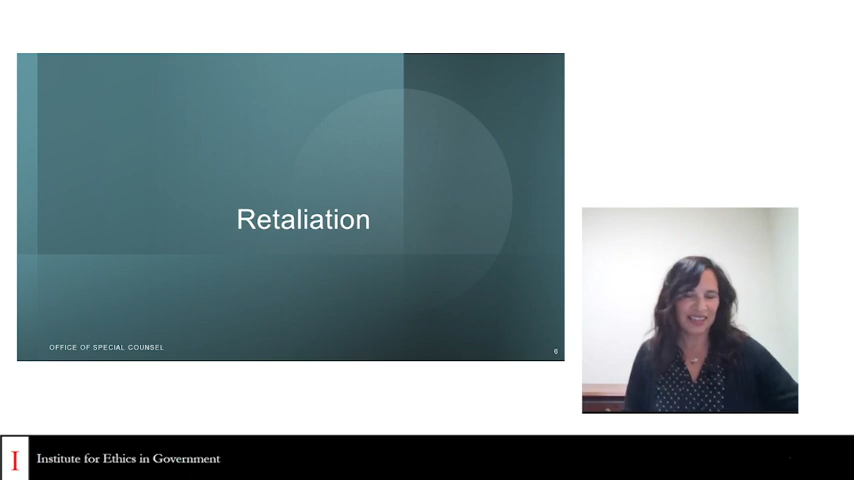 Retaliation
OFFICE OF SPECIAL COUNSEL
6
I
Institute for Ethics in Government